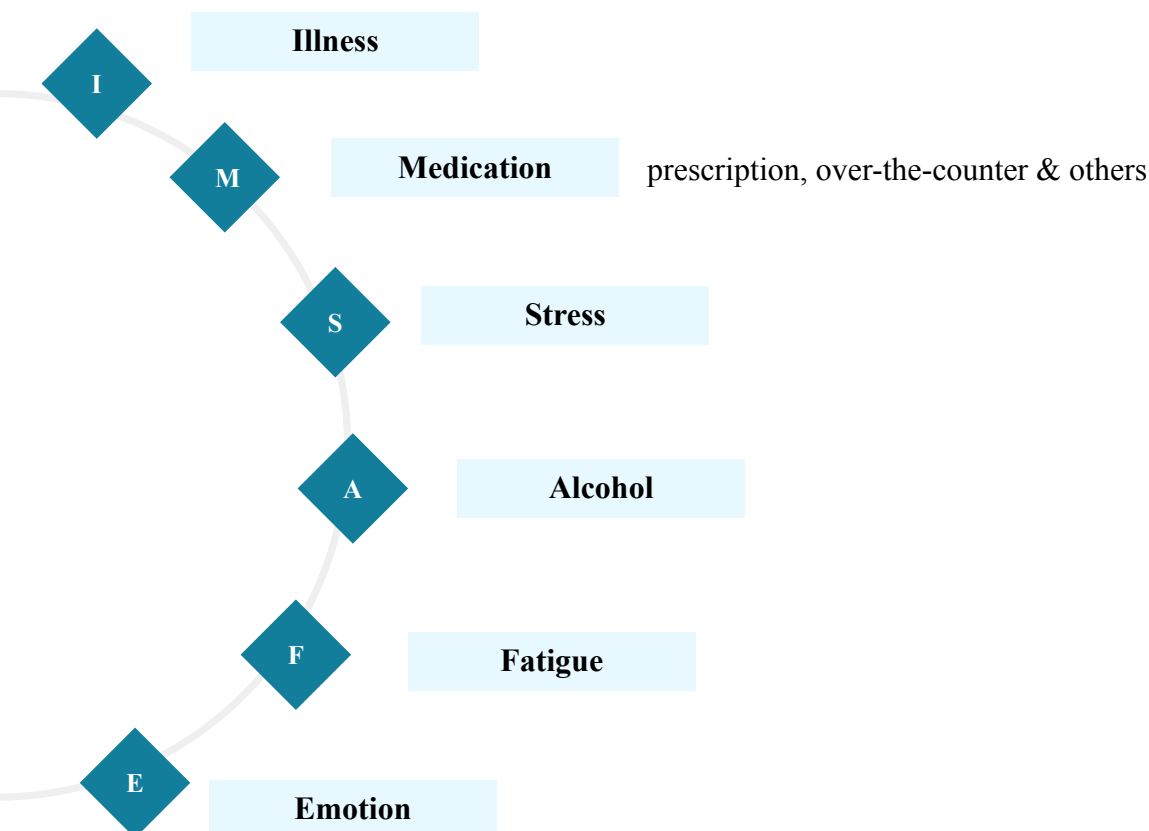 I
Illness
M
Medication
prescription, over-the-counter & others
S
Stress
A
Alcohol
F
Fatigue
E
Emotion